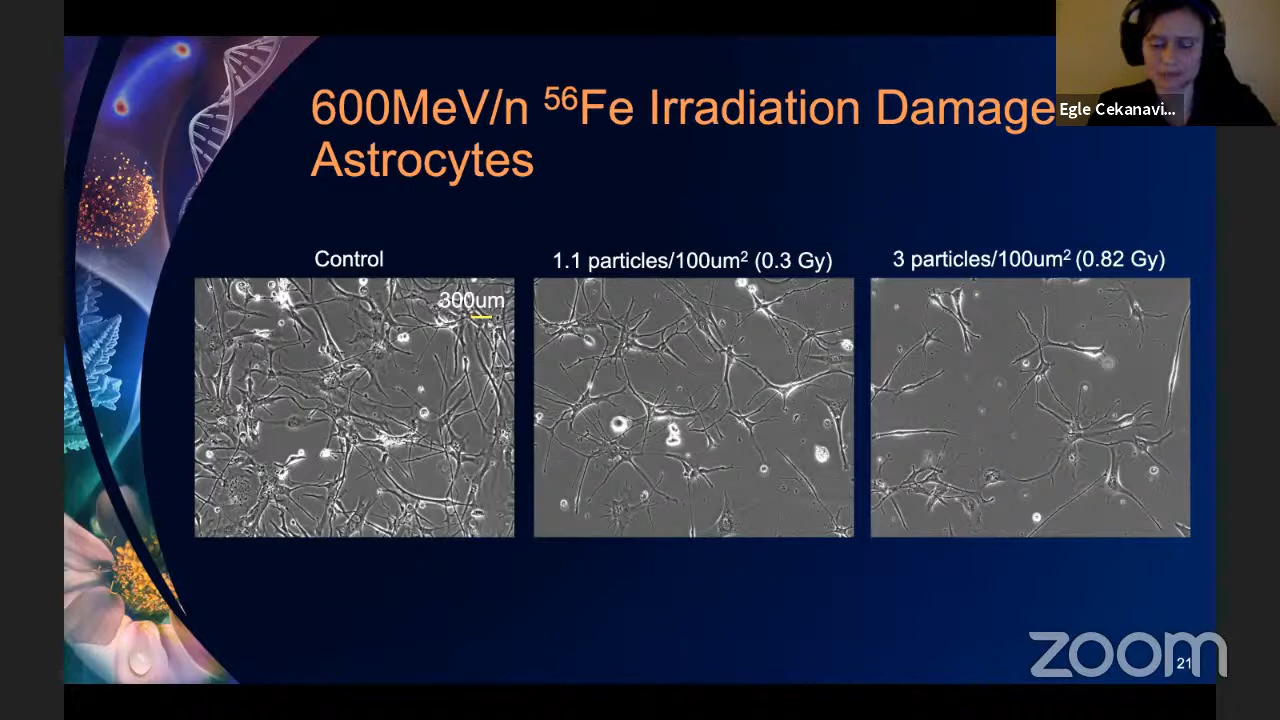 600MeV/n ⁵⁶Fe Irradiation Damage
Astrocytes
Egle Cekanavi...
Control
1.1 particles/100um² (0.3 Gy)
3 particles/100um² (0.82 Gy)
300um
zoom
21